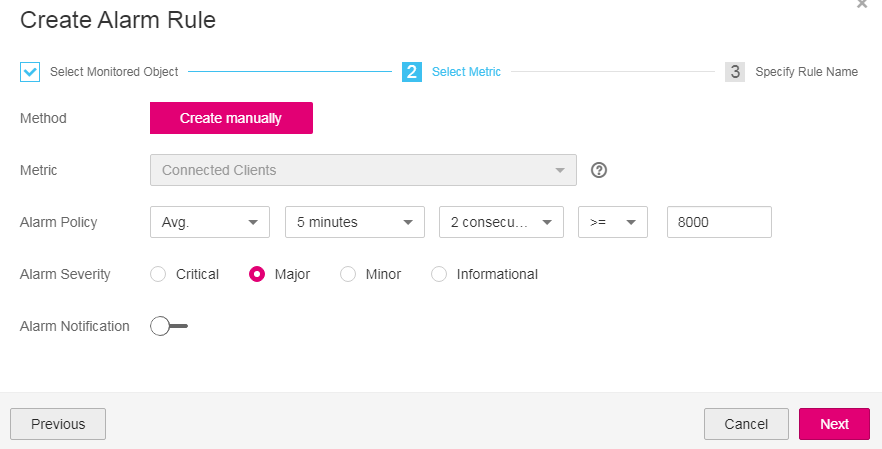 Create Alarm Rule
Select Monitored Object 2 Select Metric 3 Specify Rule Name
Method Create manually
Metric Connected Clients ?
Alarm Policy Avg. 5 minutes 2 consecu... >= 8000
Alarm Severity Critical Major Minor Informational
Alarm Notification
Previous Cancel Next